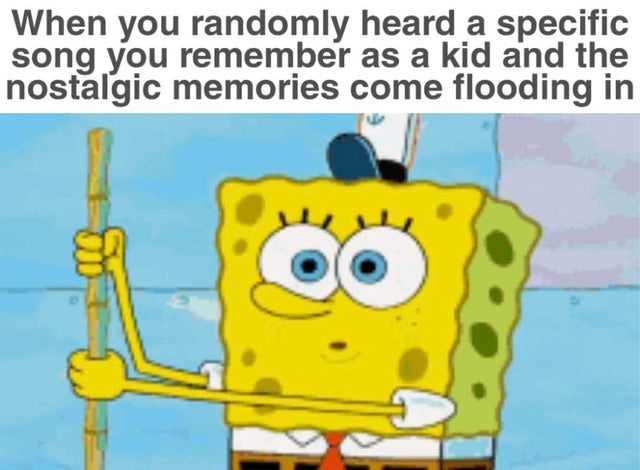 When you randomly heard a specific
song you remember as a kid and the
nostalgic memories come flooding in